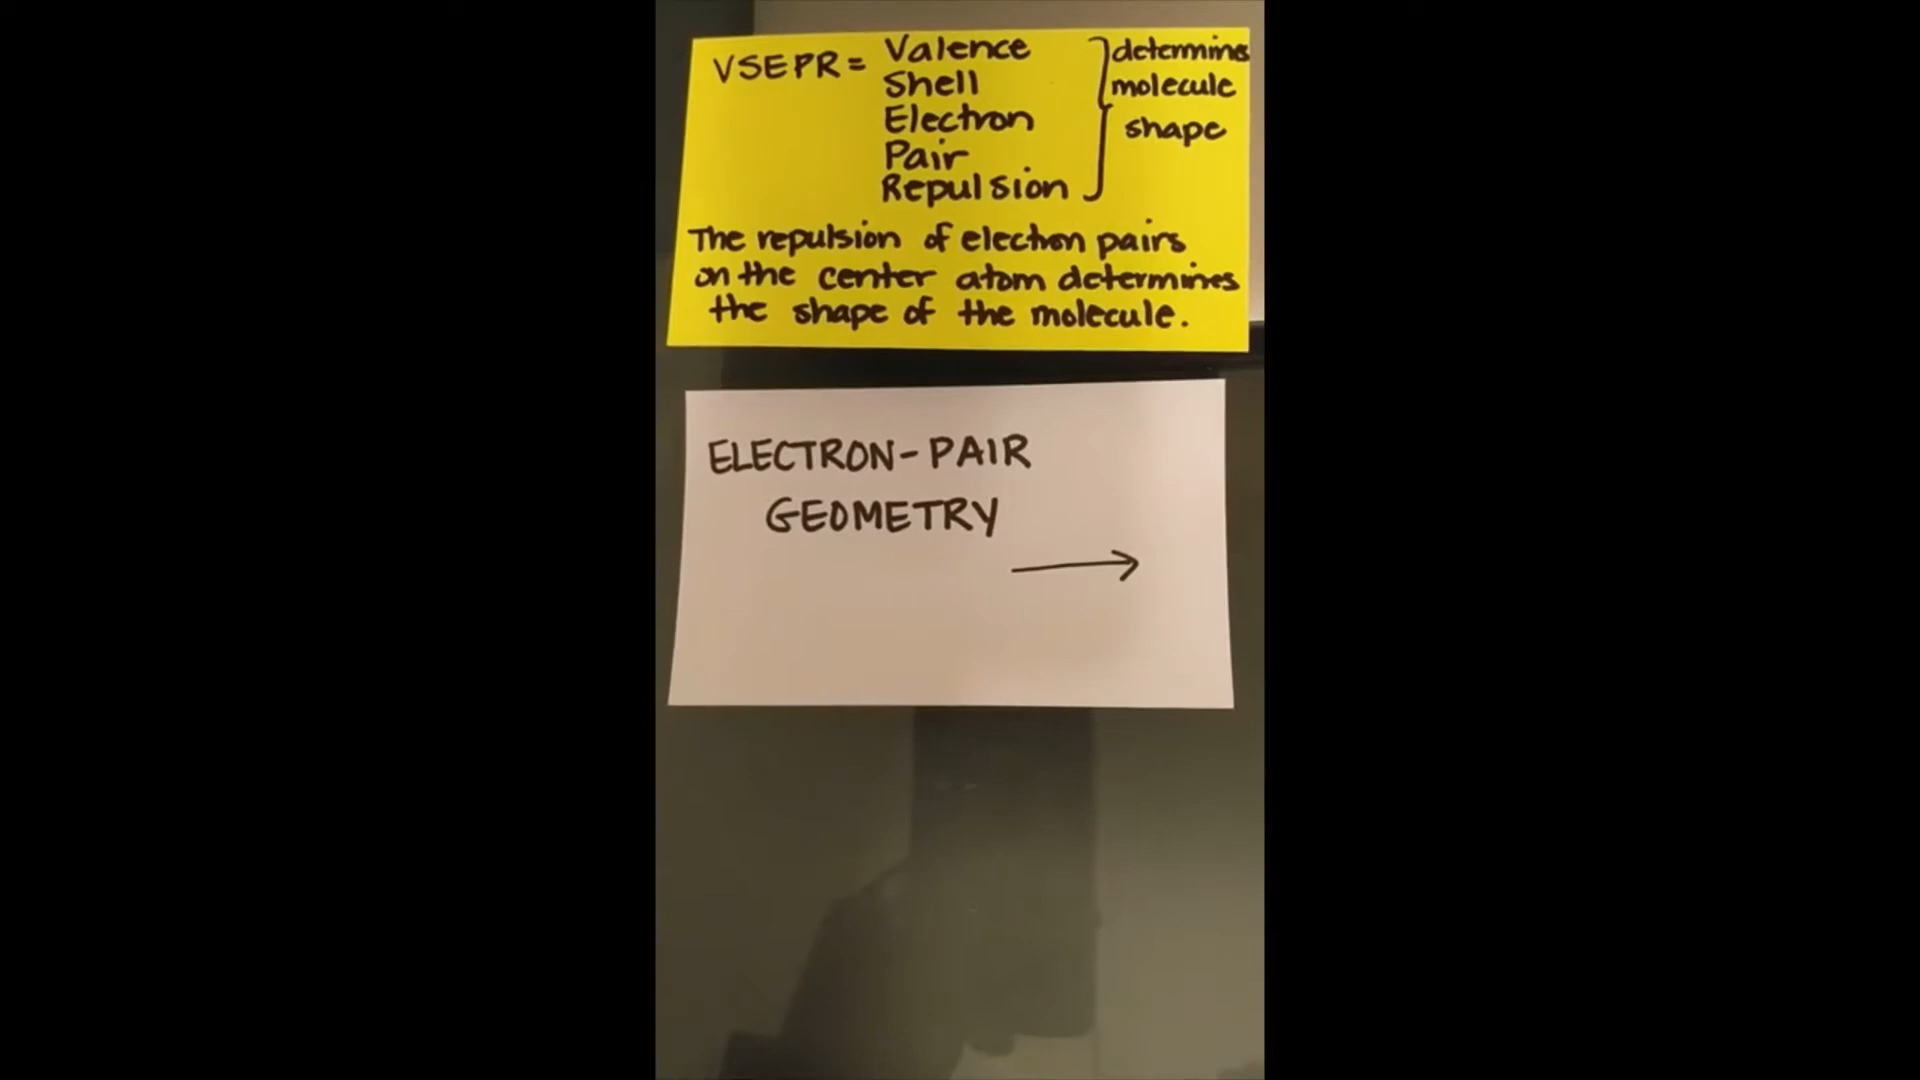 VSEPR = Valence
Shell
Electron
Pair
Repulsion
determine
molecule
shape
The repulsion of electron pairs
on the center atom determines
the shape of the molecule.
ELECTRON-PAIR
GEOMETRY
→